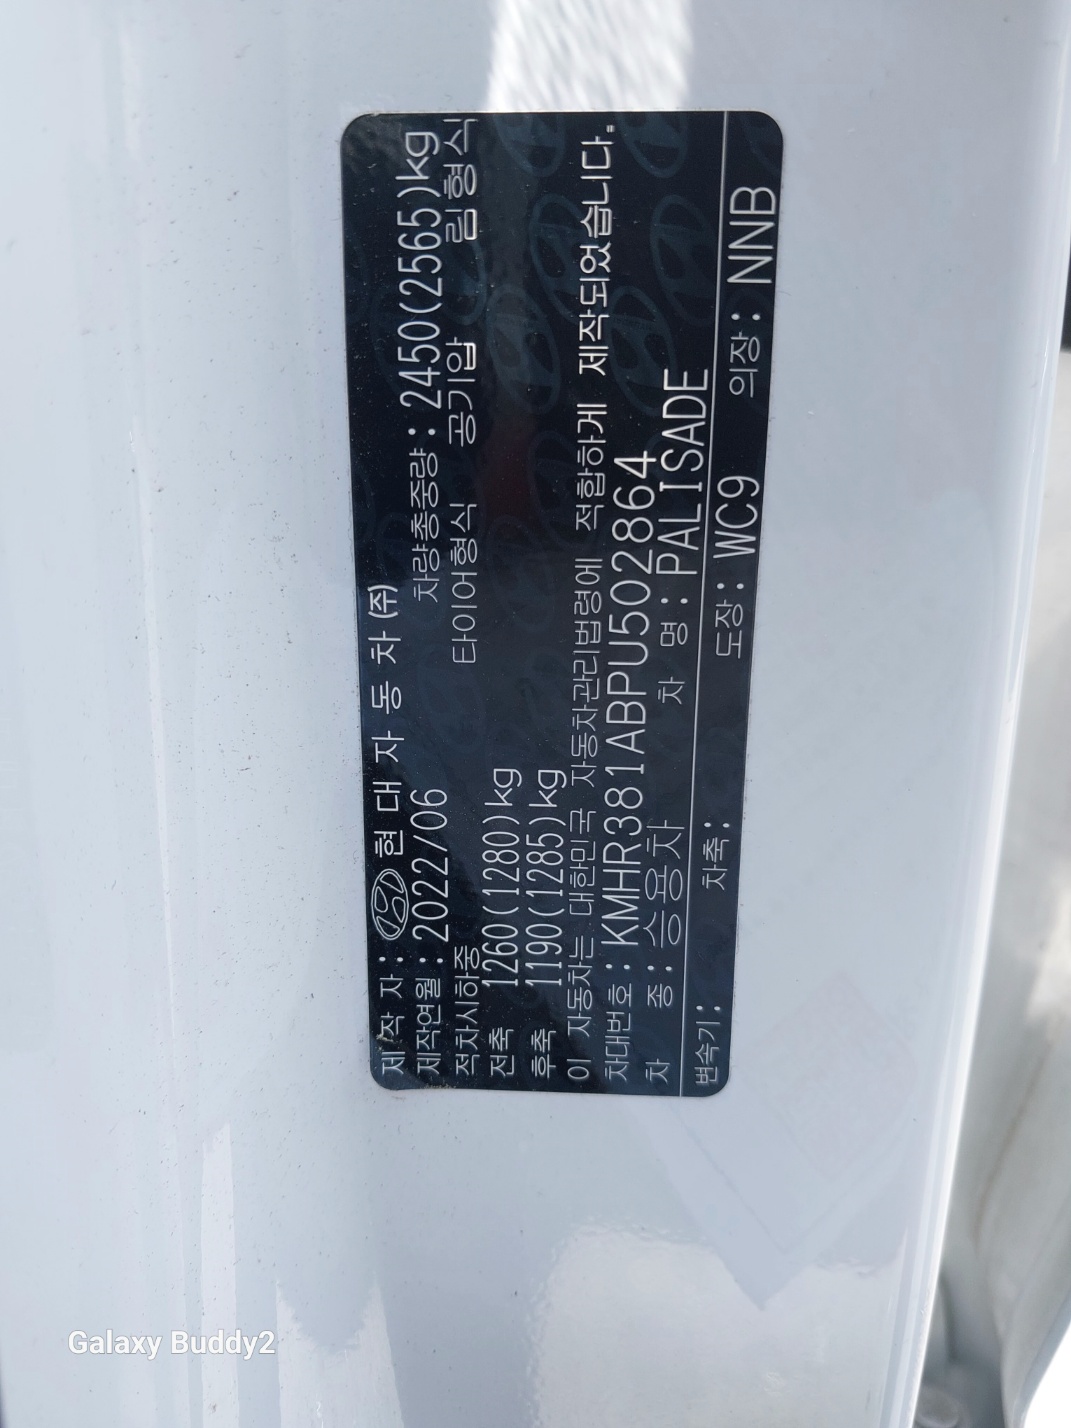 제 작 자 : 현 대 자 동 차 (주)
제작연월 : 2022/06 차량총중량 : 2450(2565)kg
적차시하중 타이어형식 공기압 림형식
전축 1260(1280)kg
후축 1190(1285)kg
이 자동차는 대한민국 자동차관리법령에 적합하게 제작되었습니다.
차대번호 : KMHR381ABPU502864
차 종 : 승용차 차 명 : PALISADE
변속기 : 차축 : 도장 : WC9 의장 : NNB
Galaxy Buddy2